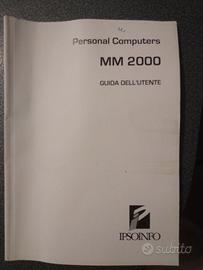 Personal Computers
MM 2000
GUIDA DELL'UTENTE
IPSOINFO
subito